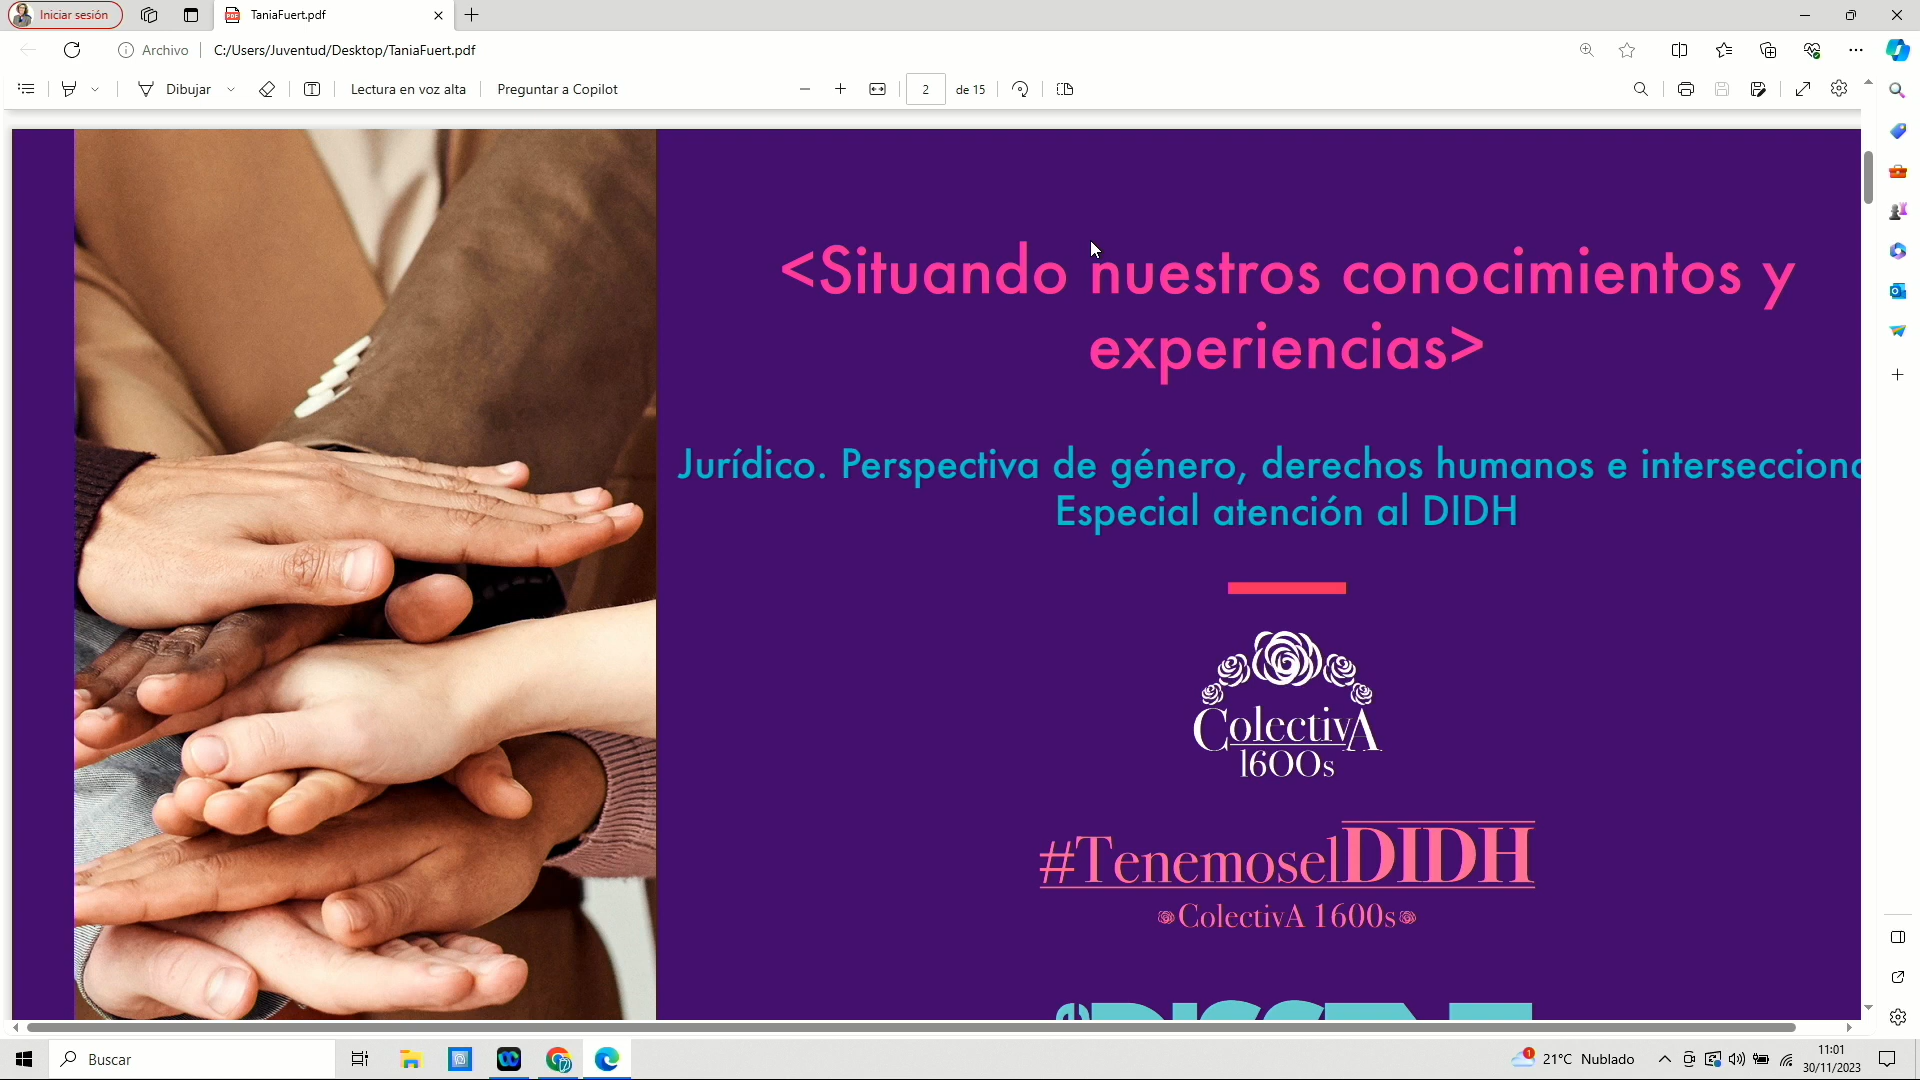 Iniciar sesión
TaniaFuert.pdf
Archivo
C:/Users/Juventud/Desktop/TaniaFuert.pdf
Dibujar
Lectura en voz alta
Preguntar a Copilot
2
de 15
<Situando nuestros conocimientos y
experiencias>
Jurídico. Perspectiva de género, derechos humanos e
Especial atención al DIDH
ColectivA
1600s
#TenemoselDIDH
ColectivA 1600s
Buscar
1
21°C Nublado
11:01
30/11/2023